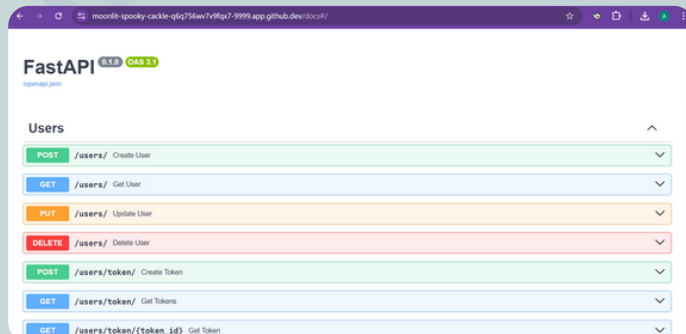 moonlit-spooky-cackle-q6q756wv7v9fqx7-9999.app.github.dev/docs#/
FastAPI 0.1.0 OAS 3.1
/openapi.json
Users
POST /users/ Create User
GET /users/ Get User
PUT /users/ Update User
DELETE /users/ Delete User
POST /users/token/ Create Token
GET /users/token/ Get Tokens
GET /users/token/{token_id} Get Token